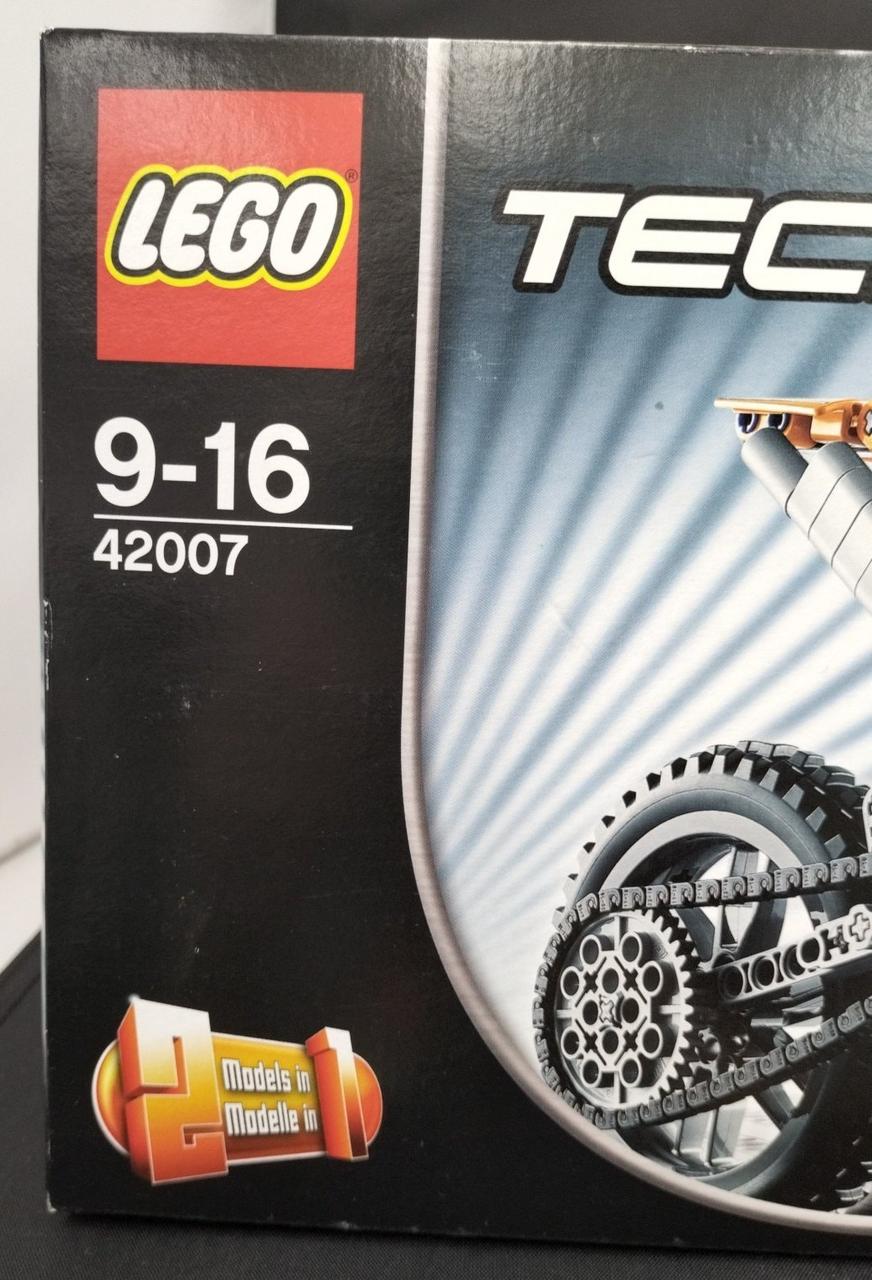 LEGO®
TEC
9-16
42007
2 Models in 1
Modelle in